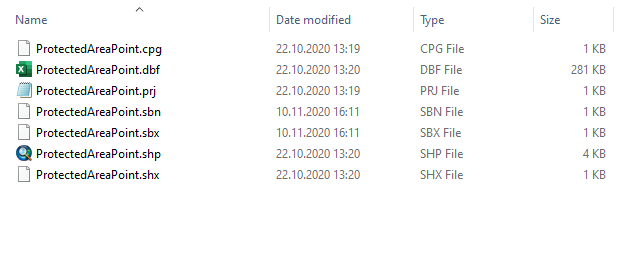 Name Date modified Type Size
ProtectedAreaPoint.cpg 22.10.2020 13:19 CPG File 1 KB
ProtectedAreaPoint.dbf 22.10.2020 13:20 DBF File 281 KB
ProtectedAreaPoint.prj 22.10.2020 13:19 PRJ File 1 KB
ProtectedAreaPoint.sbn 10.11.2020 16:11 SBN File 1 KB
ProtectedAreaPoint.sbx 10.11.2020 16:11 SBX File 1 KB
ProtectedAreaPoint.shp 22.10.2020 13:20 SHP File 4 KB
ProtectedAreaPoint.shx 22.10.2020 13:20 SHX File 1 KB